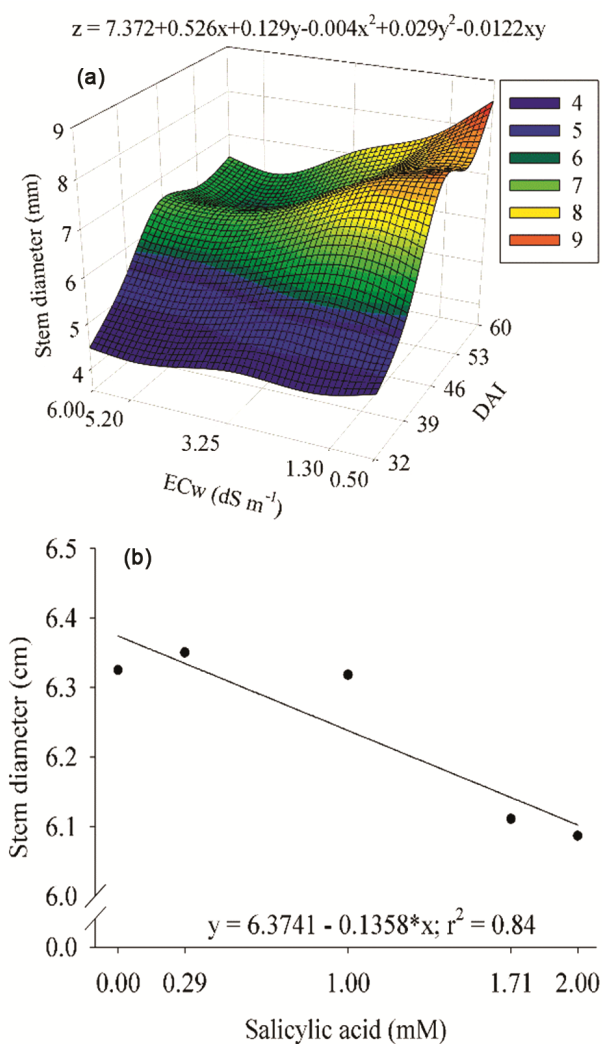 z = 7.372+0.526x+0.129y-0.004x²+0.029y²-0.0122xy
(a)
9
8
7
6
5
4
Stem diameter (mm)
6.00
5.20
3.25
1.30
0.50
ECw (dS m⁻¹)
32
39
46
53
60
DAI
4
5
6
7
8
9
(b)
6.5
6.4
6.3
6.2
6.1
6.0
0.0
Stem diameter (cm)
y = 6.3741 - 0.1358*x; r² = 0.84
0.00 0.29 1.00 1.71 2.00
Salicylic acid (mM)